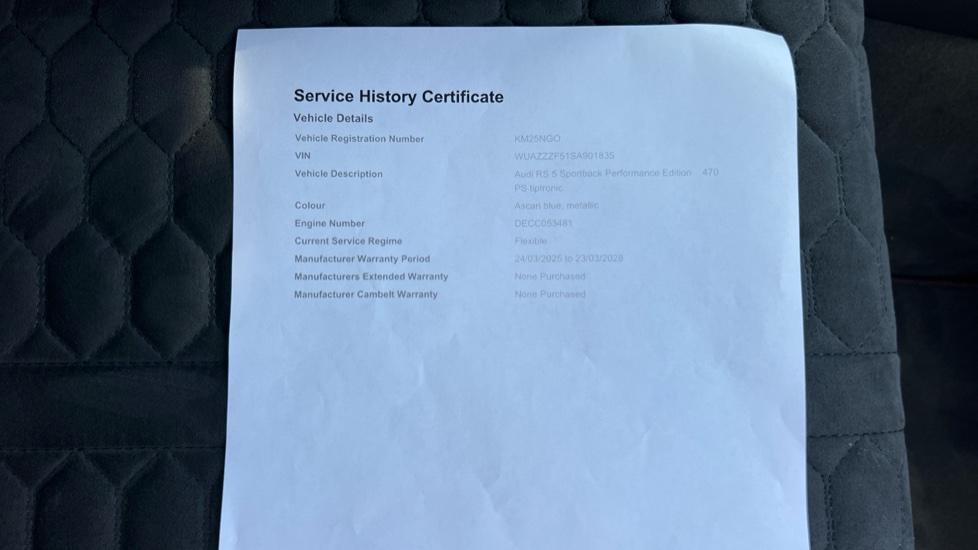 Service History Certificate
Vehicle Details
Vehicle Registration Number KM25NGO
VIN WUAZZZF51SA901835
Vehicle Description Audi RS 5 Sportback Performance Edition 470
PS tiptronic
Colour Ascari blue, metallic
Engine Number DECC053481
Current Service Regime Flexible
Manufacturer Warranty Period 24/03/2025 to 23/03/2028
Manufacturers Extended Warranty None Purchased
Manufacturer Cambelt Warranty None Purchased